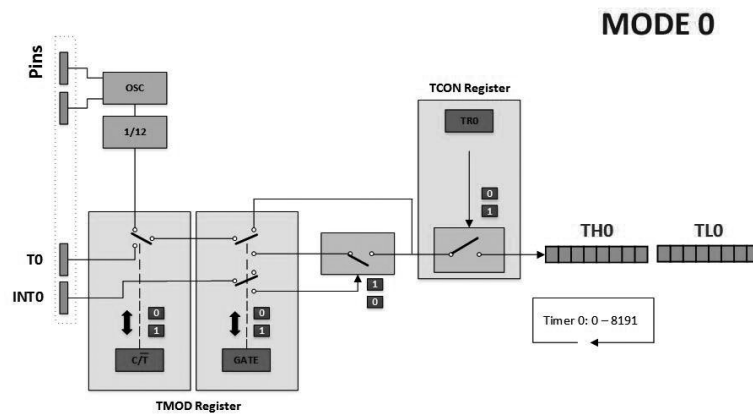 MODE 0
Pins
OSC
TCON Register
TR0
1/12
0
1
TH0
TL0
T0
INT0
1
0
0
1
0
1
Timer 0: 0 – 8191
C/T̅
GATE
TMOD Register